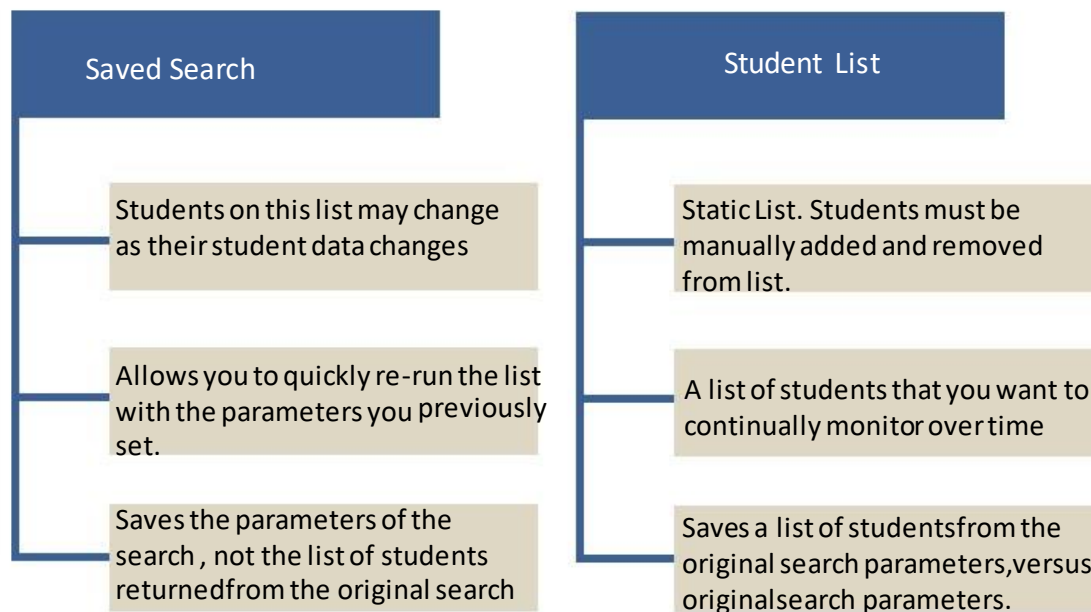 Saved Search
Students on this list may change
as their student data changes
Allows you to quickly re-run the list
with the parameters you previously
set.
Saves the parameters of the
search , not the list of students
returnedfrom the original search
Student List
Static List. Students must be
manually added and removed
from list.
A list of students that you want to
continually monitor over time
Saves a list of studentsfrom the
original search parameters,versus
originalsearch parameters.